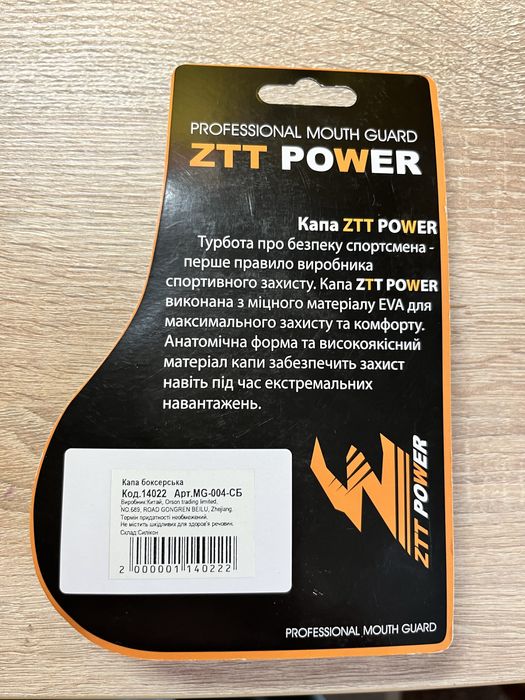 PROFESSIONAL MOUTH GUARD
ZTT POWER
Капа ZTT POWER
Турбота про безпеку спортсмена -
перше правило виробника
спортивного захисту. Капа ZTT POWER
виконана з міцного матеріалу EVA для
максимального захисту та комфорту.
Анатомічна форма та високоякісний
матеріал капи забезпечить захист
навіть під час екстремальних
навантажень.
ZTT POWER
Капа боксерська
Код.14022 Арт.MG-004-СБ
Виробник:Китай, Orson trading limited,
NO.689, ROAD GONGREN BEILU, Zhejiang.
Термін придатності необмежений.
Не містить шкідливих для здоров'я речовин.
Склад:Силікон
2 000001 140222
PROFESSIONAL MOUTH GUARD